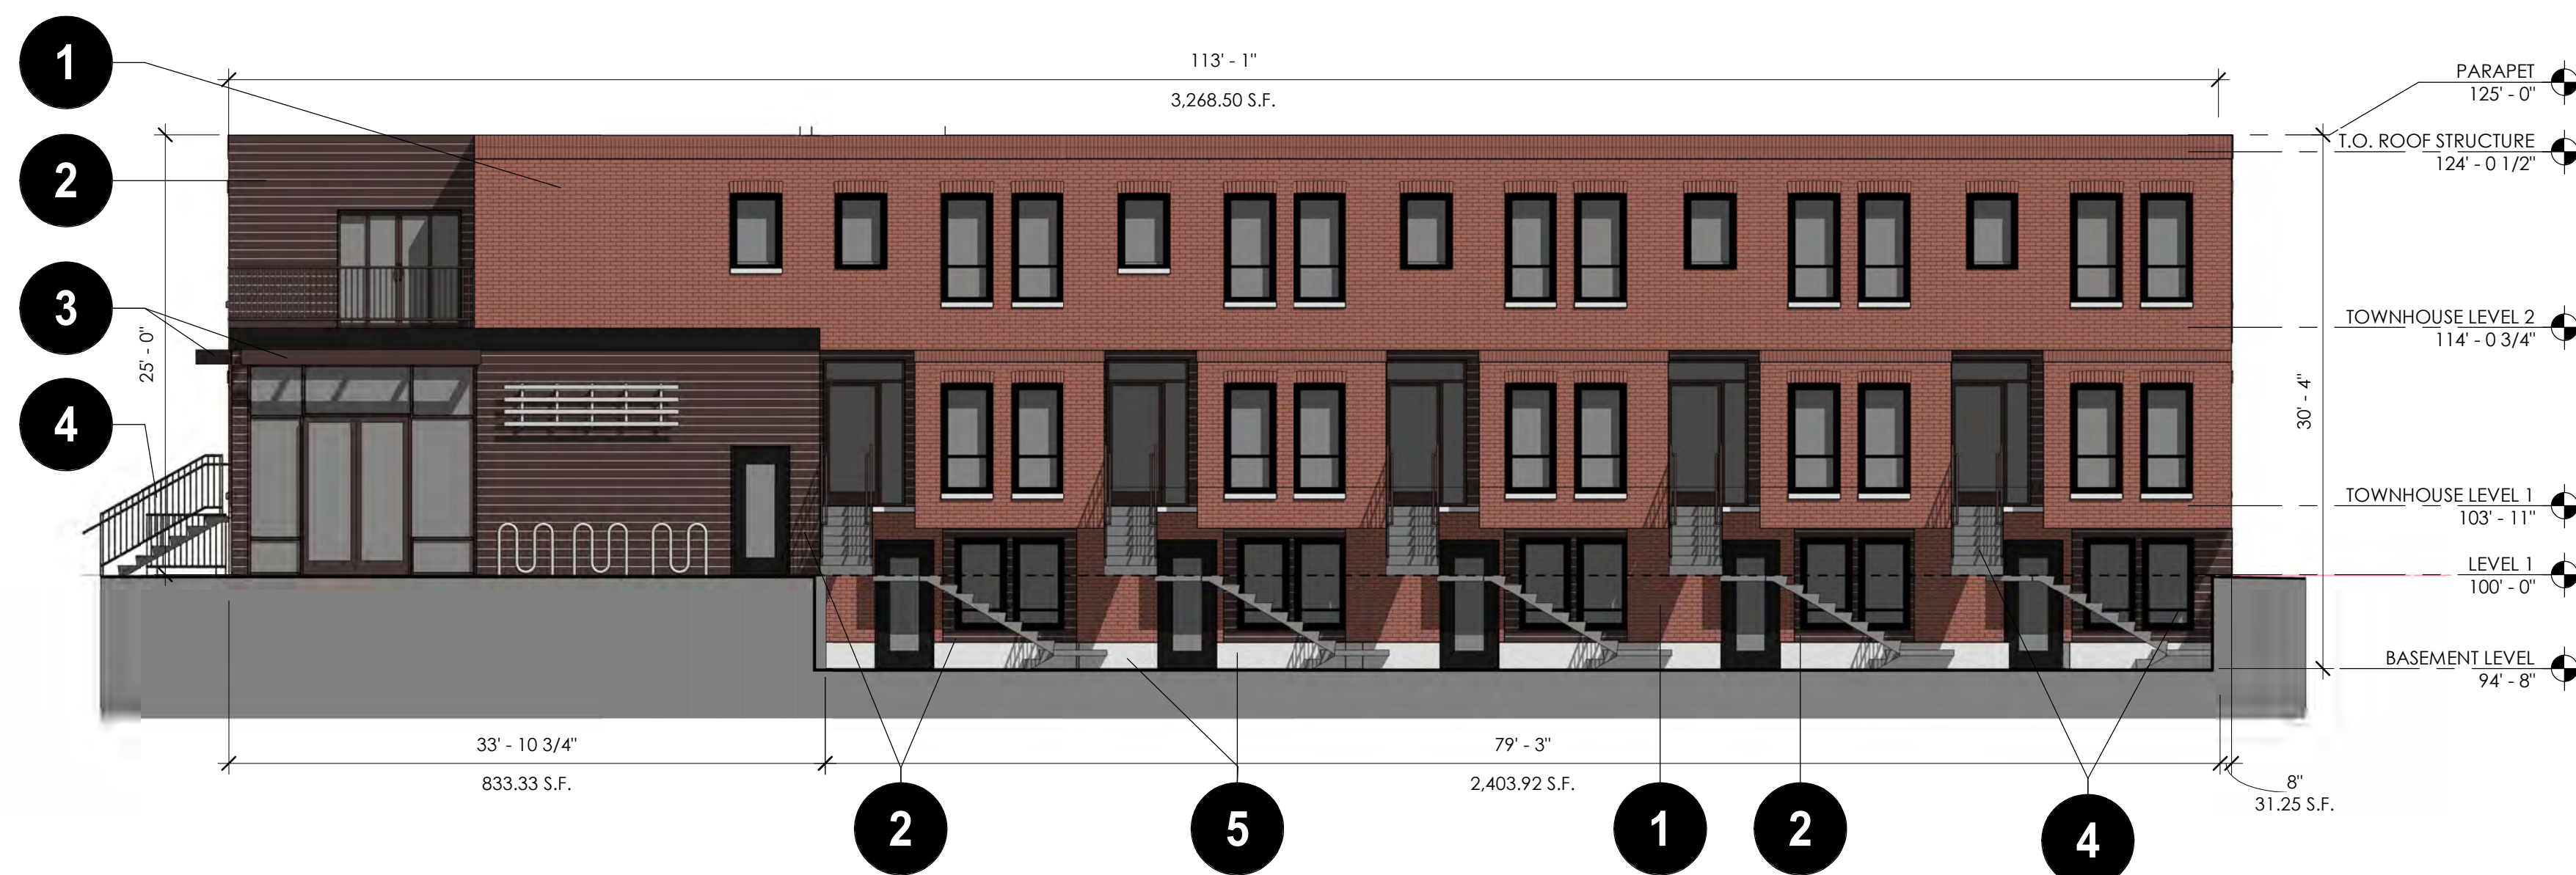 1
113' - 1"
3,268.50 S.F.
PARAPET
125' - 0"
T.O. ROOF STRUCTURE
124' - 0 1/2"
2
3
25' - 0"
TOWNHOUSE LEVEL 2
114' - 0 3/4"
4
30' - 4"
TOWNHOUSE LEVEL 1
103' - 11"
LEVEL 1
100' - 0"
BASEMENT LEVEL
94' - 8"
33' - 10 3/4"
833.33 S.F.
79' - 3"
2,403.92 S.F.
8"
31.25 S.F.
2
5
1
2
4